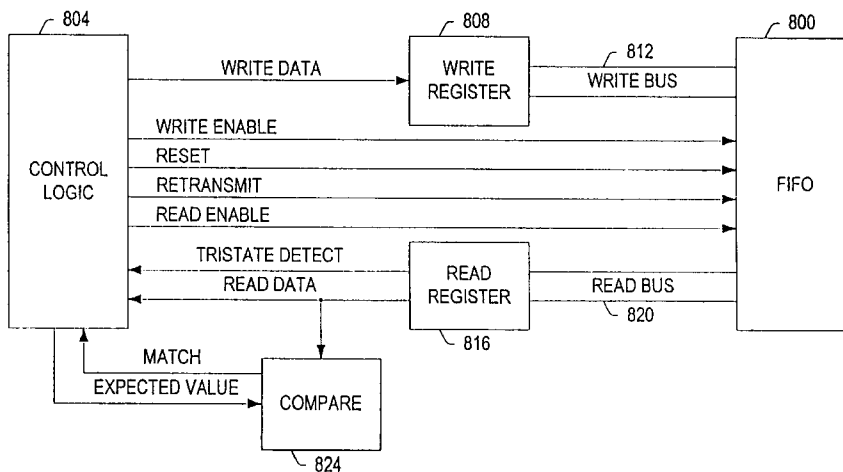 804
808
800
812
WRITE DATA
WRITE
REGISTER
WRITE BUS
WRITE ENABLE
RESET
CONTROL
LOGIC
RETRANSMIT
FIFO
READ ENABLE
TRISTATE DETECT
READ DATA
READ
REGISTER
READ BUS
820
816
MATCH
EXPECTED VALUE
COMPARE
824